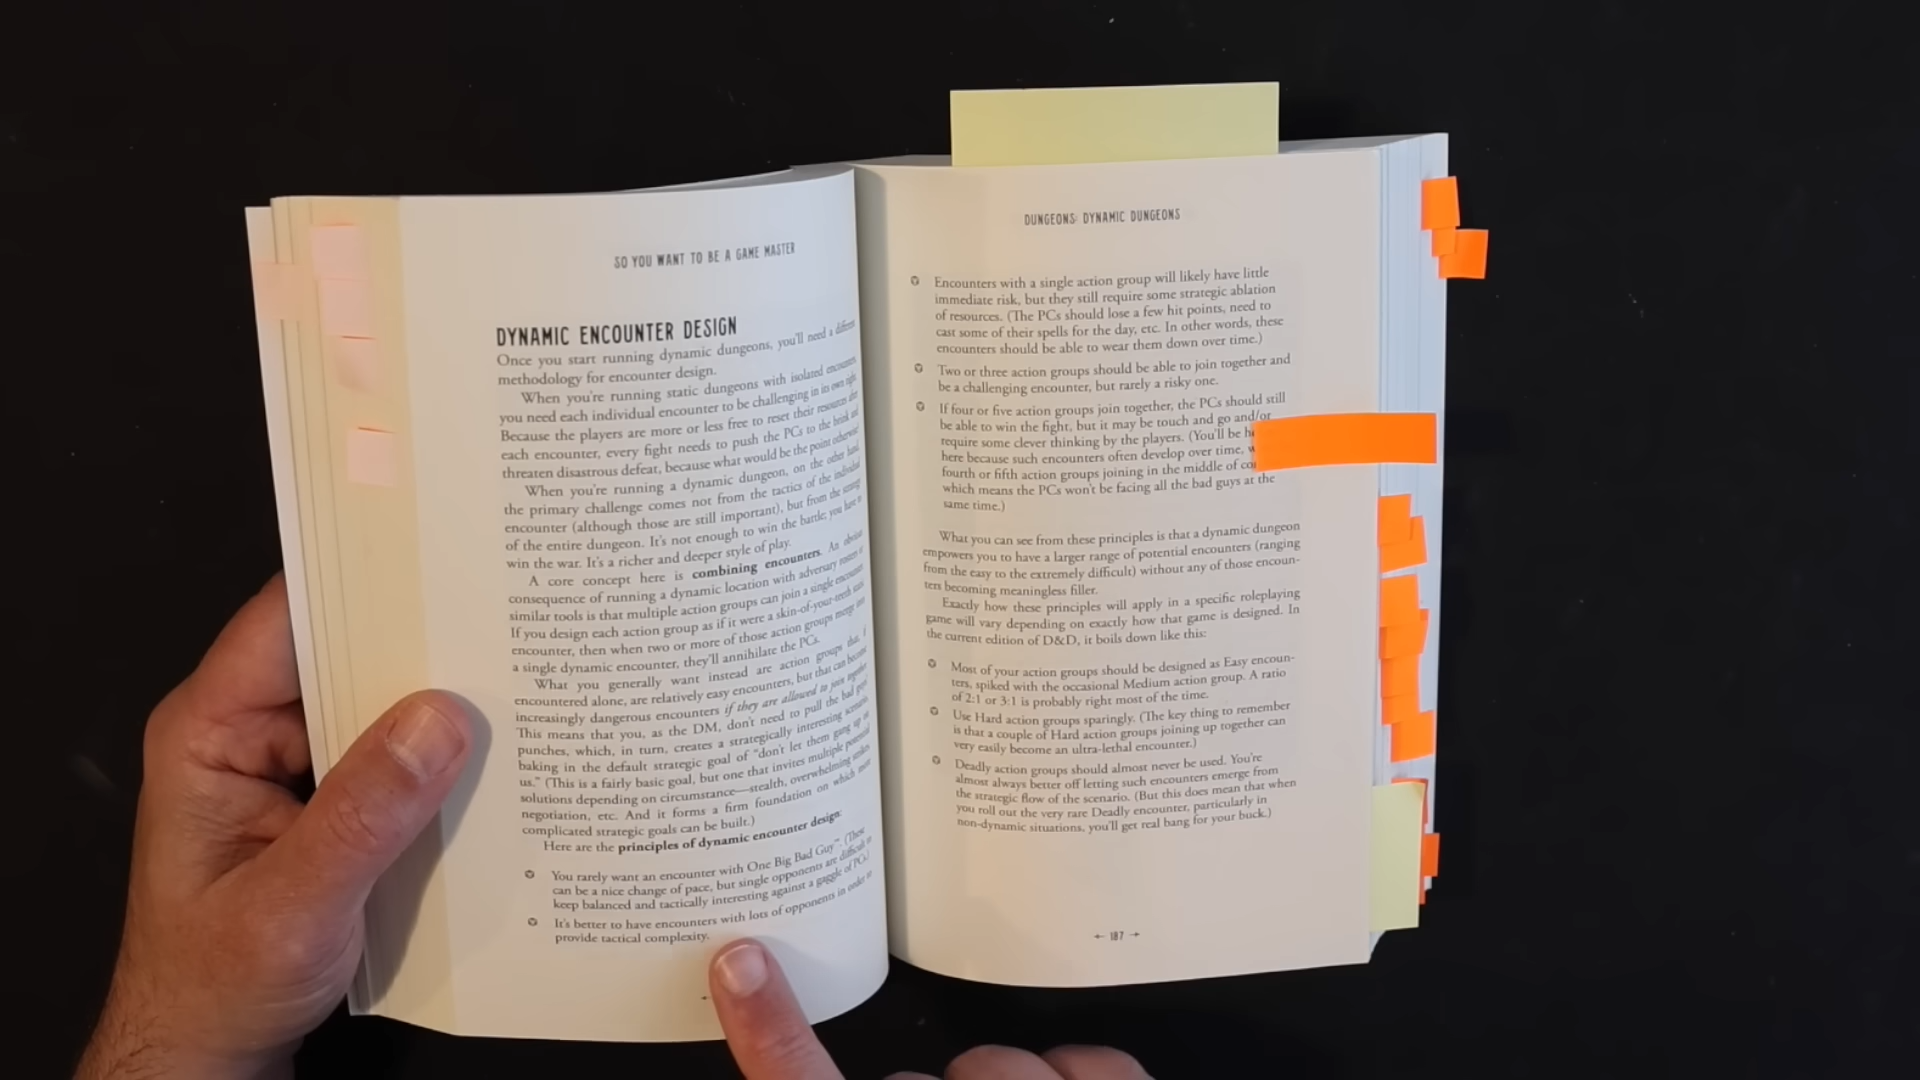 SO YOU WANT TO BE A GAME MASTER
DYNAMIC ENCOUNTER DESIGN
Once you start running dynamic dungeons, you'll need a different
methodology for encounter design.
When you're running static dungeons with isolated encounters
you need each individual encounter to be challenging in its own right.
Because the players are more or less free to reset their resources after
each encounter, every fight needs to push the PCs to the brink and
threaten disastrous defeat, because what would be the point otherwise
When you're running a dynamic dungeon, on the other hand,
the primary challenge comes not from the tactics of the individual
encounter (although those are still important), but from the strategy
of the entire dungeon. It's not enough to win the battle; you have to
win the war. It's a richer and deeper style of play.
A core concept here is combining encounters. An obvious
consequence of running a dynamic location with adversary rosters or
similar tools is that multiple action groups can join a single encounter.
If you design each action group as if it were a skin-of-your-teeth
encounter, then when two or more of those action groups merge into
a single dynamic encounter, they'll annihilate the PCs.
What you generally want instead are action groups that, if
encountered alone, are relatively easy encounters, but that can become
increasingly dangerous encounters if they are allowed to join together.
This means that you, as the DM, don't need to pull the bad guys'
punches, which, in turn, creates a strategically interesting scenario
baking in the default strategic goal of "don't let them gang up on
us." (This is a fairly basic goal, but one that invites multiple potential
solutions depending on circumstance—stealth, overwhelming
negotiation, etc. And it forms a firm foundation on which more
complicated strategic goals can be built.)
Here are the principles of dynamic encounter design:
You rarely want an encounter with One Big Bad Guy™. (These
can be a nice change of pace, but single opponents are difficult to
keep balanced and tactically interesting against a gaggle of PCs.)
It's better to have encounters with lots of opponents in order to
provide tactical complexity.
DUNGEONS: DYNAMIC DUNGEONS
Encounters with a single action group will likely have little
immediate risk, but they still require some strategic ablation
of resources. (The PCs should lose a few hit points, need to
cast some of their spells for the day, etc. In other words, these
encounters should be able to wear them down over time.)
Two or three action groups should be able to join together and
be a challenging encounter, but rarely a risky one.
If four or five action groups join together, the PCs should still
be able to win the fight, but it may be touch and go and/or
require some clever thinking by the players. (You'll be
here because such encounters often develop over time,
fourth or fifth action groups joining in the middle of
which means the PCs won't be facing all the bad guys at the
same time.)
What you can see from these principles is that a dynamic dungeon
empowers you to have a larger range of potential encounters (ranging
from the easy to the extremely difficult) without any of those encoun-
ters becoming meaningless filler.
Exactly how these principles will apply in a specific roleplaying
game will vary depending on exactly how that game is designed. In
the current edition of D&D, it boils down like this:
Most of your action groups should be designed as Easy encoun-
ters, spiked with the occasional Medium action group. A ratio
of 2:1 or 3:1 is probably right most of the time.
Use Hard action groups sparingly. (The key thing to remember
is that a couple of Hard action groups joining up together can
very easily become an ultra-lethal encounter.)
Deadly action groups should almost never be used. You're
almost always better off letting such encounters emerge from
the strategic flow of the scenario. (But this does mean that when
you roll out the very rare Deadly encounter, particularly in
non-dynamic situations, you'll get real bang for your buck.)
187